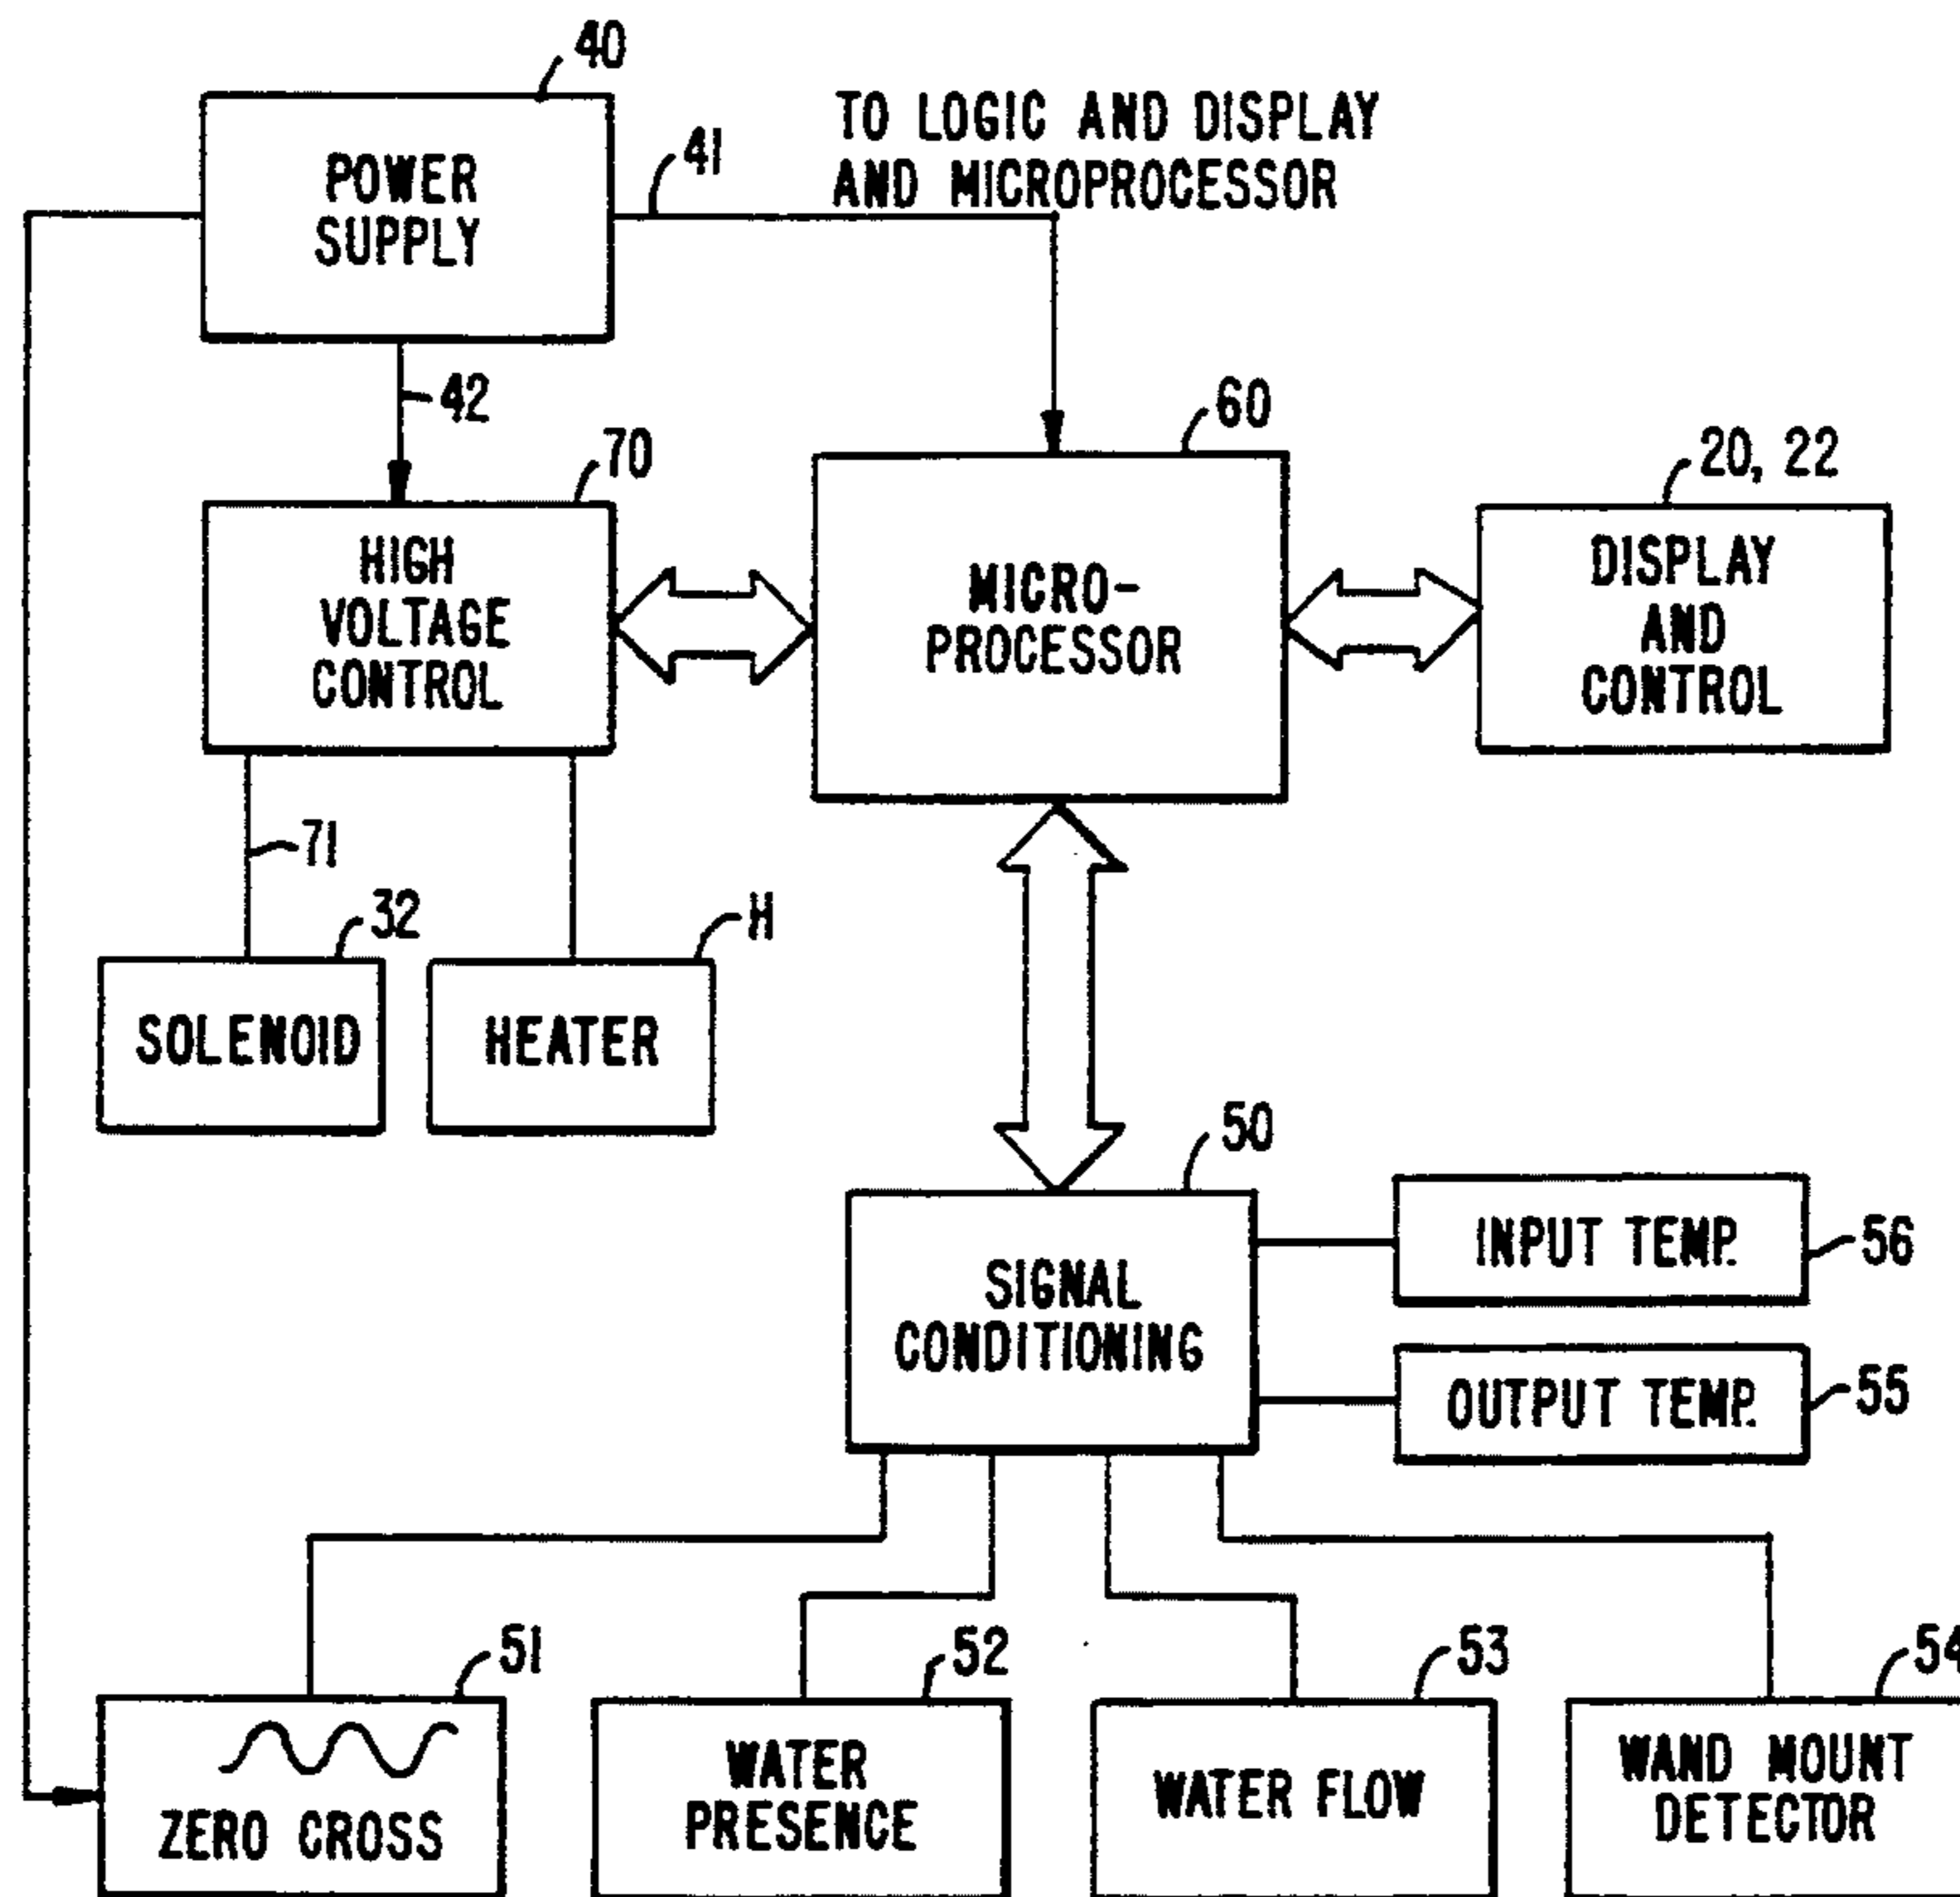 40
POWER
SUPPLY
41
TO LOGIC AND DISPLAY
AND MICROPROCESSOR
42
70
HIGH
VOLTAGE
CONTROL
60
MICRO-
PROCESSOR
20, 22
DISPLAY
AND
CONTROL
71
32
SOLENOID
H
HEATER
50
SIGNAL
CONDITIONING
INPUT TEMP.
56
OUTPUT TEMP.
55
51
ZERO CROSS
52
WATER
PRESENCE
53
WATER FLOW
54
WAND MOUNT
DETECTOR